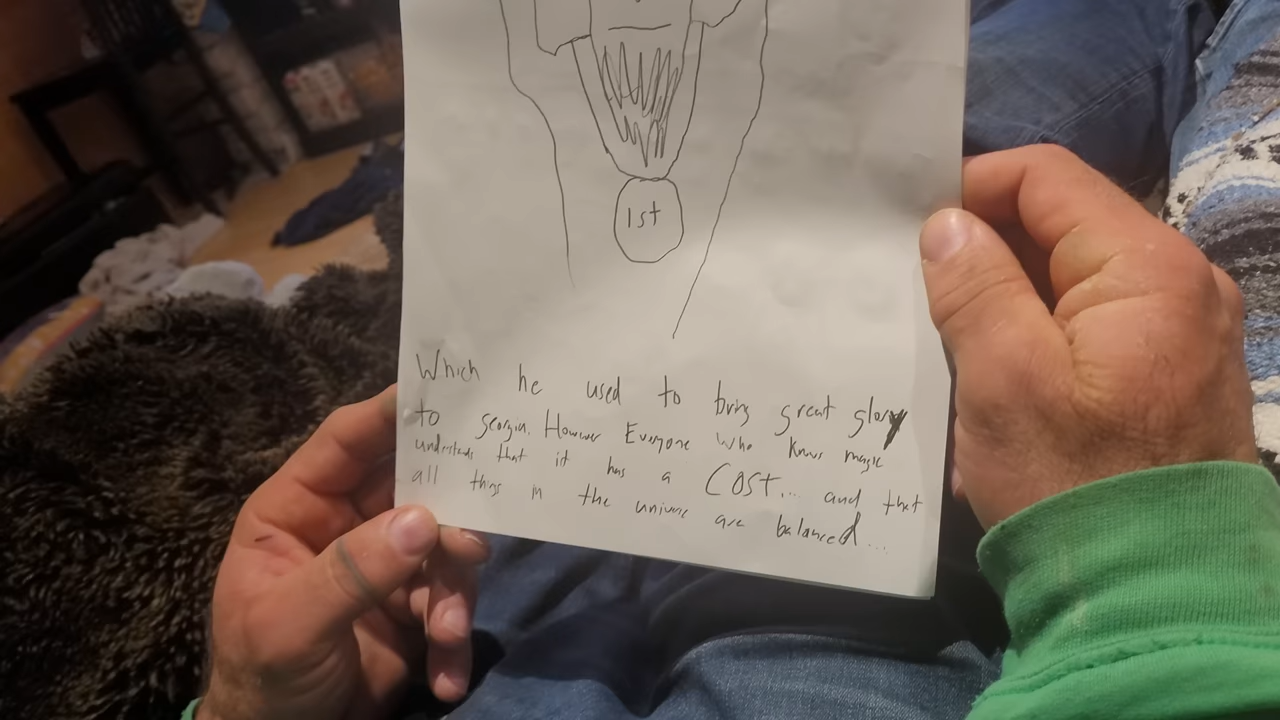 1st
Which he used to bring great glory
to georgia. However Everyone who knows magic
understands that it has a COST... and that
all things in the universe are balanced...